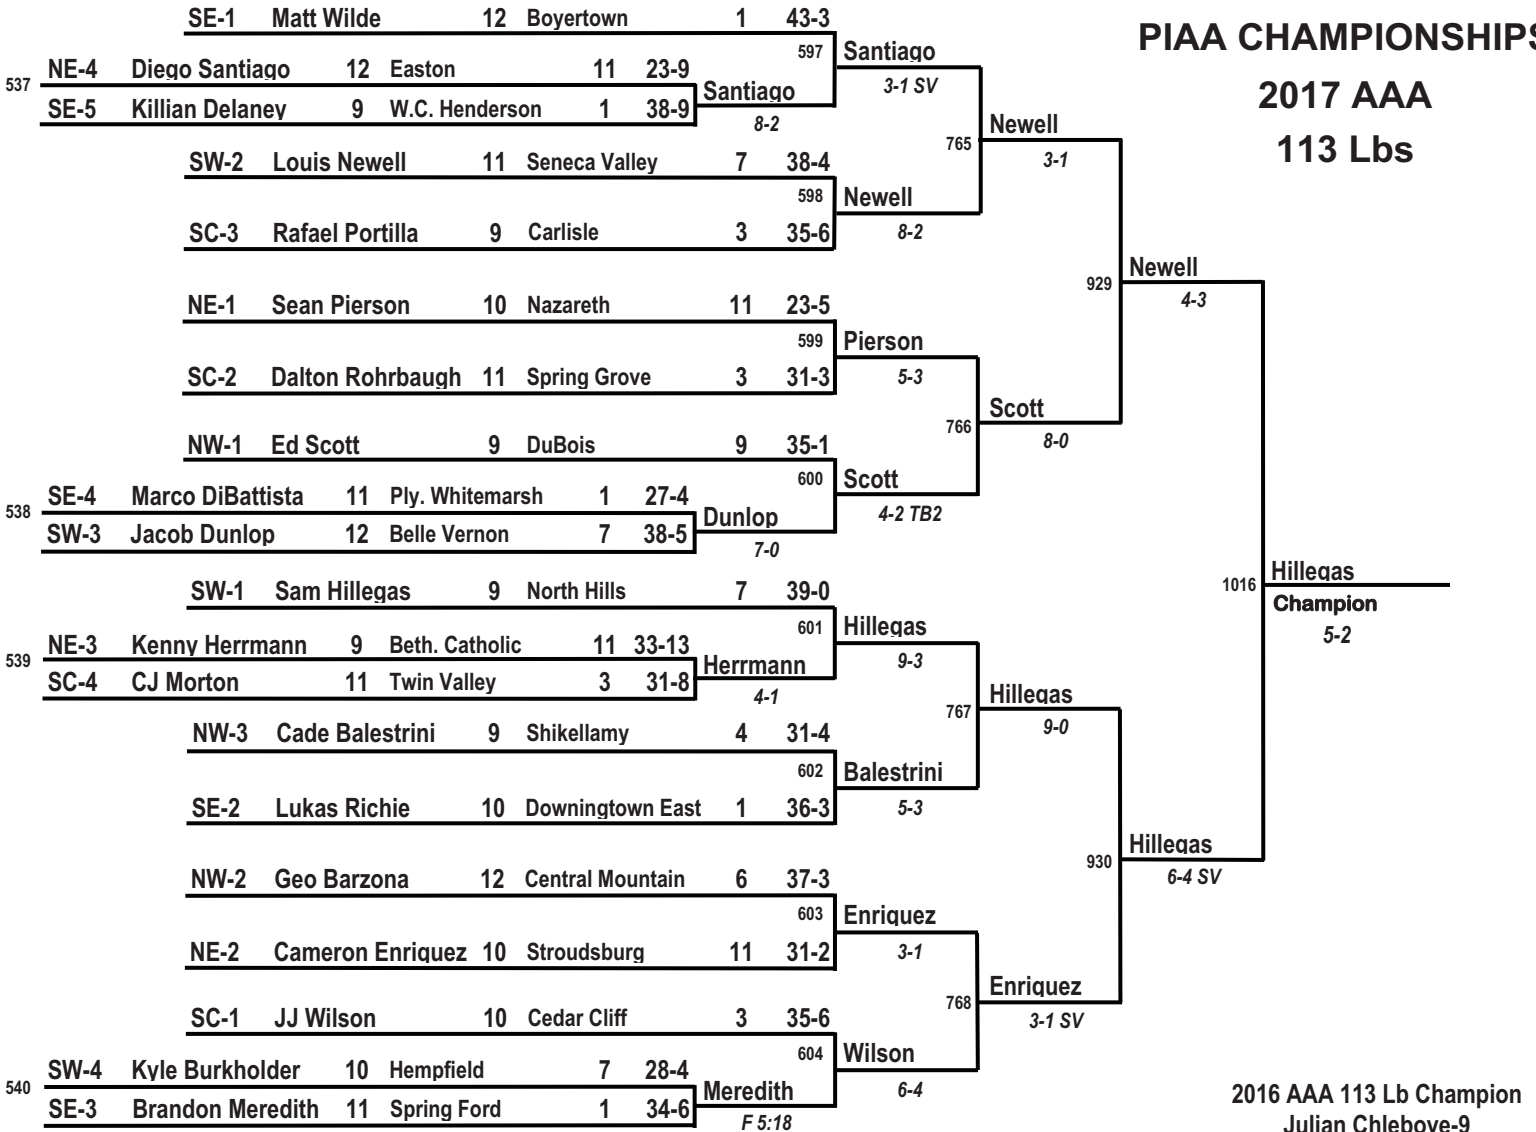 PIAA CHAMPIONSHIPS
2017 AAA
113 Lbs
SE-1 Matt Wilde 12 Boyertown 1 43-3
597 Santiago
3-1 SV
537 NE-4 Diego Santiago 12 Easton 11 23-9
SE-5 Killian Delaney 9 W.C. Henderson 1 38-9
Santiago
8-2
765 Newell
3-1
SW-2 Louis Newell 11 Seneca Valley 7 38-4
598 Newell
8-2
SC-3 Rafael Portilla 9 Carlisle 3 35-6
929 Newell
4-3
NE-1 Sean Pierson 10 Nazareth 11 23-5
599 Pierson
5-3
SC-2 Dalton Rohrbaugh 11 Spring Grove 3 31-3
766 Scott
8-0
NW-1 Ed Scott 9 DuBois 9 35-1
600 Scott
4-2 TB2
538 SE-4 Marco DiBattista 11 Ply. Whitemarsh 1 27-4
SW-3 Jacob Dunlop 12 Belle Vernon 7 38-5
Dunlop
7-0
1016 Hillegas
Champion
5-2
SW-1 Sam Hillegas 9 North Hills 7 39-0
601 Hillegas
9-3
539 NE-3 Kenny Herrmann 9 Beth. Catholic 11 33-13
SC-4 CJ Morton 11 Twin Valley 3 31-8
Herrmann
4-1
767 Hillegas
9-0
NW-3 Cade Balestrini 9 Shikellamy 4 31-4
602 Balestrini
5-3
SE-2 Lukas Richie 10 Downingtown East 1 36-3
930 Hillegas
6-4 SV
NW-2 Geo Barzona 12 Central Mountain 6 37-3
603 Enriquez
3-1
NE-2 Cameron Enriquez 10 Stroudsburg 11 31-2
768 Enriquez
3-1 SV
SC-1 JJ Wilson 10 Cedar Cliff 3 35-6
604 Wilson
6-4
540 SW-4 Kyle Burkholder 10 Hempfield 7 28-4
SE-3 Brandon Meredith 11 Spring Ford 1 34-6
Meredith
F 5:18
2016 AAA 113 Lb Champion
Julian Chlebove-9